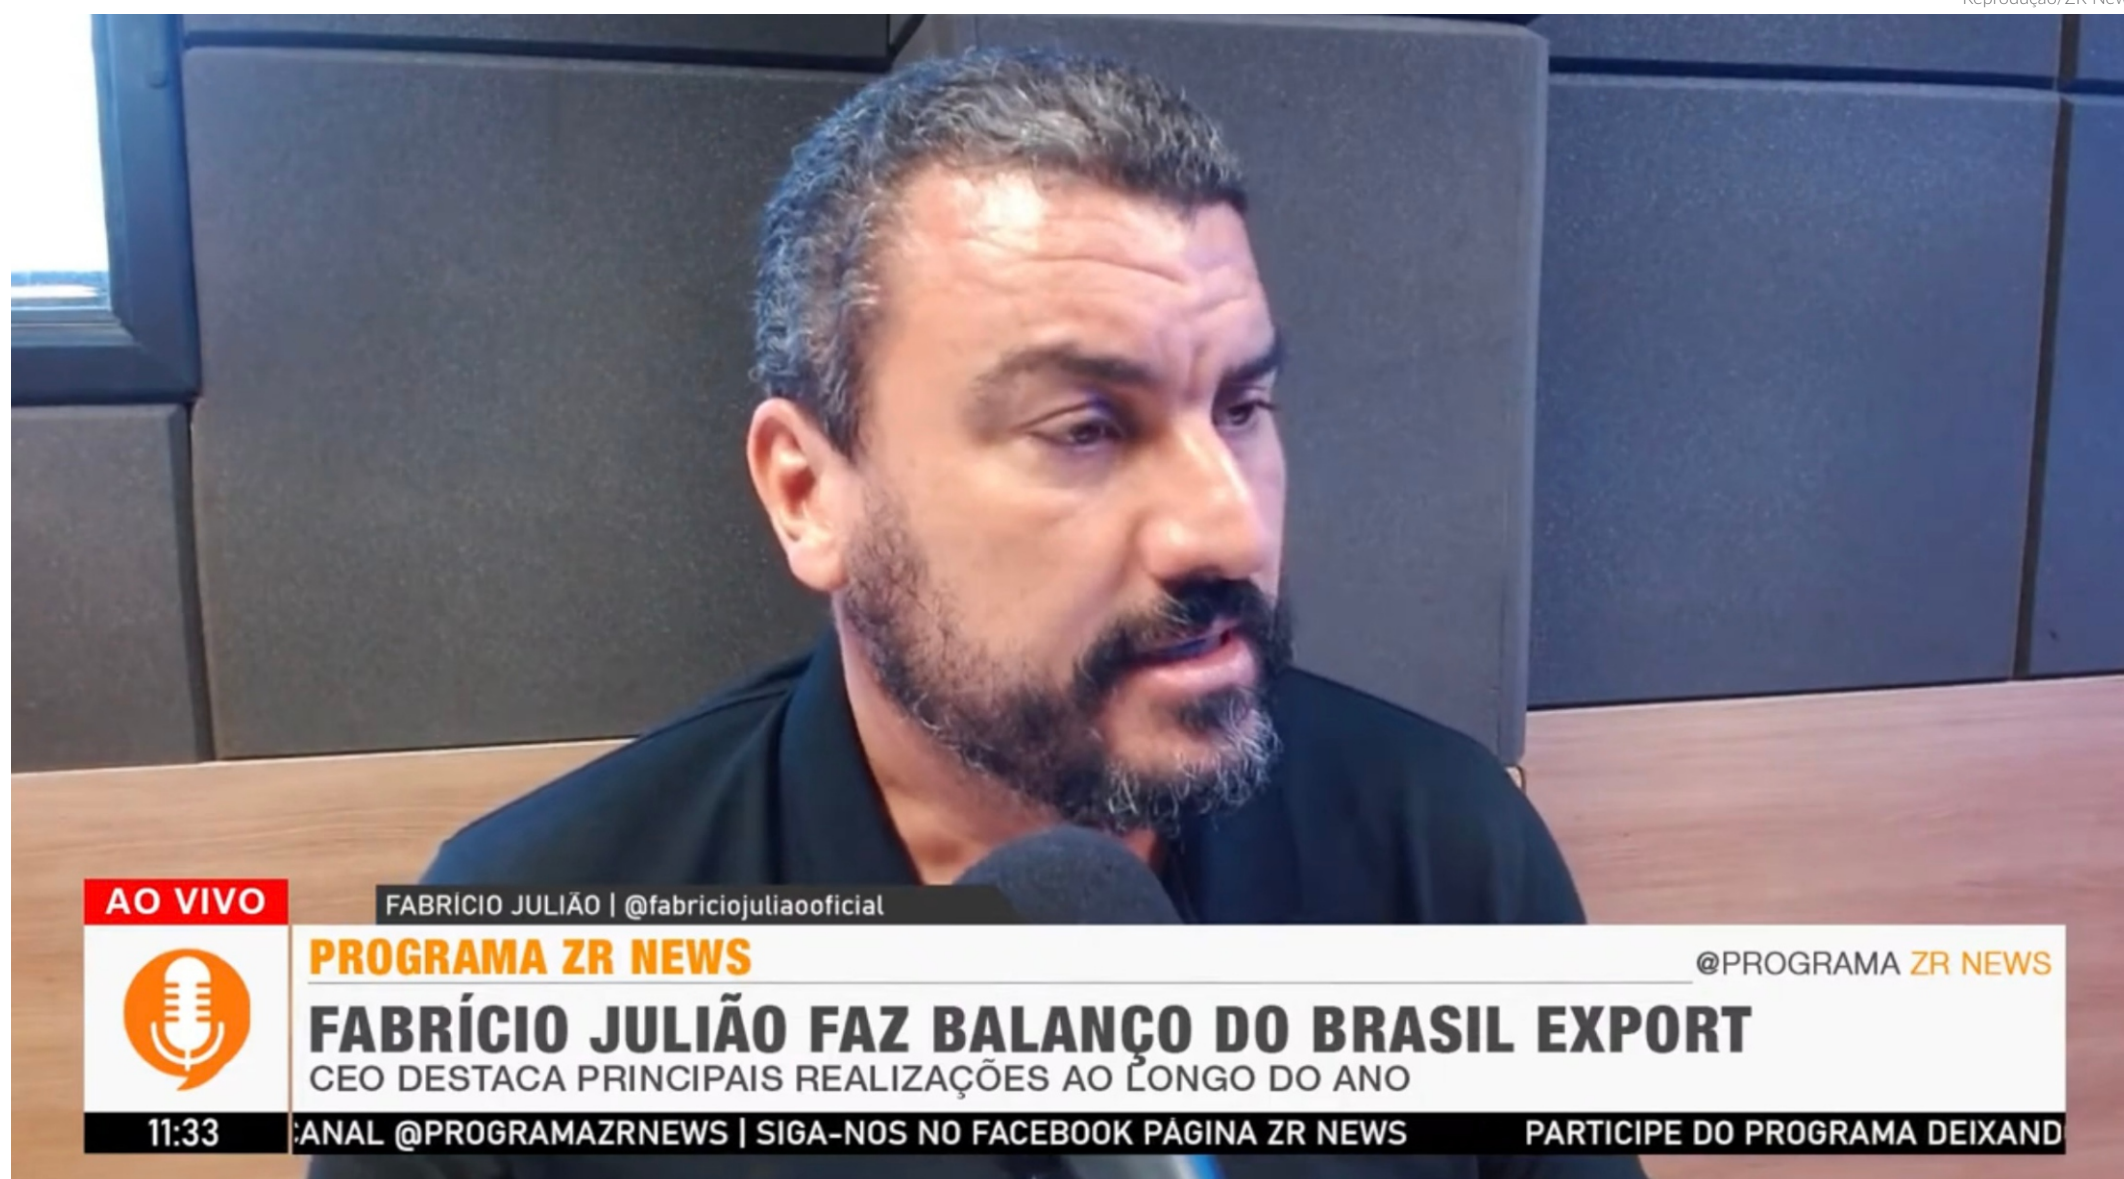 AO VIVO
FABRÍCIO JULIÃO | @fabriciojuliaooficial
PROGRAMA ZR NEWS
@PROGRAMA ZR NEWS
FABRÍCIO JULIÃO FAZ BALANÇO DO BRASIL EXPORT
CEO DESTACA PRINCIPAIS REALIZAÇÕES AO LONGO DO ANO
11:33
@PROGRAMAZRNEWS | SIGA-NOS NO FACEBOOK PÁGINA ZR NEWS PARTICIPE DO PROGRAMA